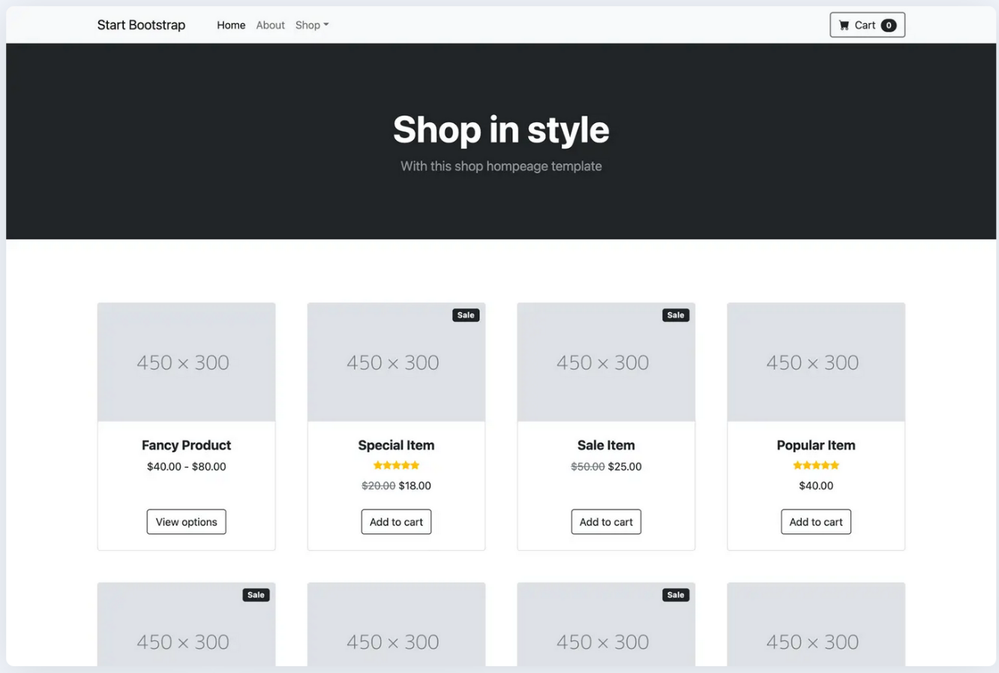 Start Bootstrap Home About Shop Cart 0
Shop in style
With this shop hompeage template
450 × 300
Sale
450 × 300
Sale
450 × 300
450 × 300
Fancy Product
$40.00 - $80.00
View options
Special Item
$20.00 $18.00
Add to cart
Sale Item
$50.00 $25.00
Add to cart
Popular Item
$40.00
Add to cart
Sale
450 × 300
450 × 300
Sale
450 × 300
450 × 300